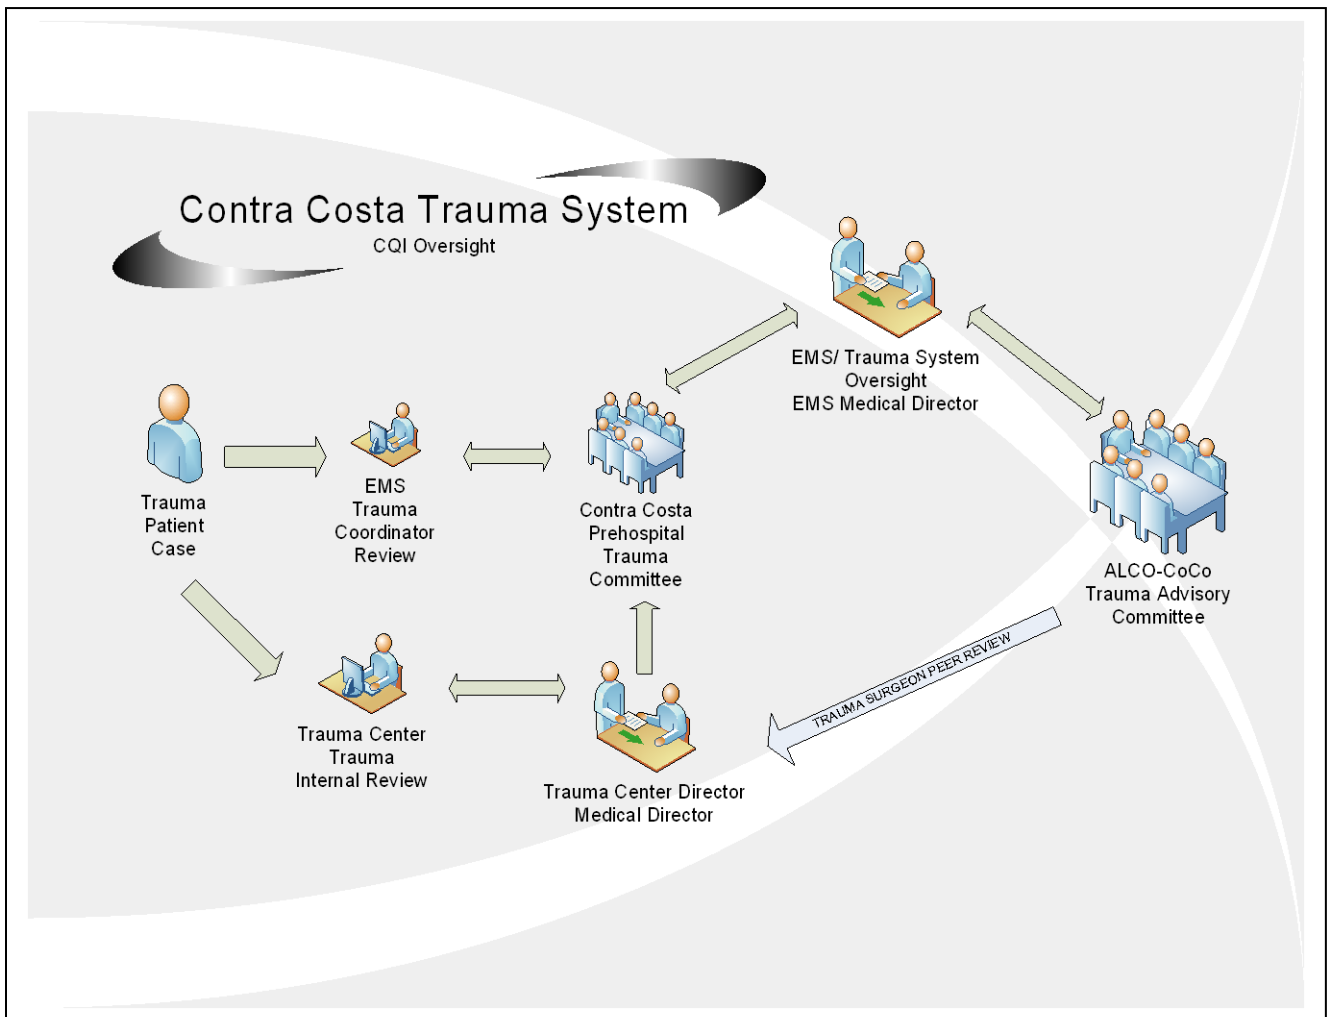 Contra Costa Trauma System
CQI Oversight
EMS/ Trauma System
Oversight
EMS Medical Director
Trauma
Patient
Case
EMS
Trauma
Coordinator
Review
Contra Costa
Prehospital
Trauma
Committee
ALCO-CoCo
Trauma Advisory
Committee
TRAUMA SURGEON PEER REVIEW
Trauma Center
Trauma
Internal Review
Trauma Center Director
Medical Director